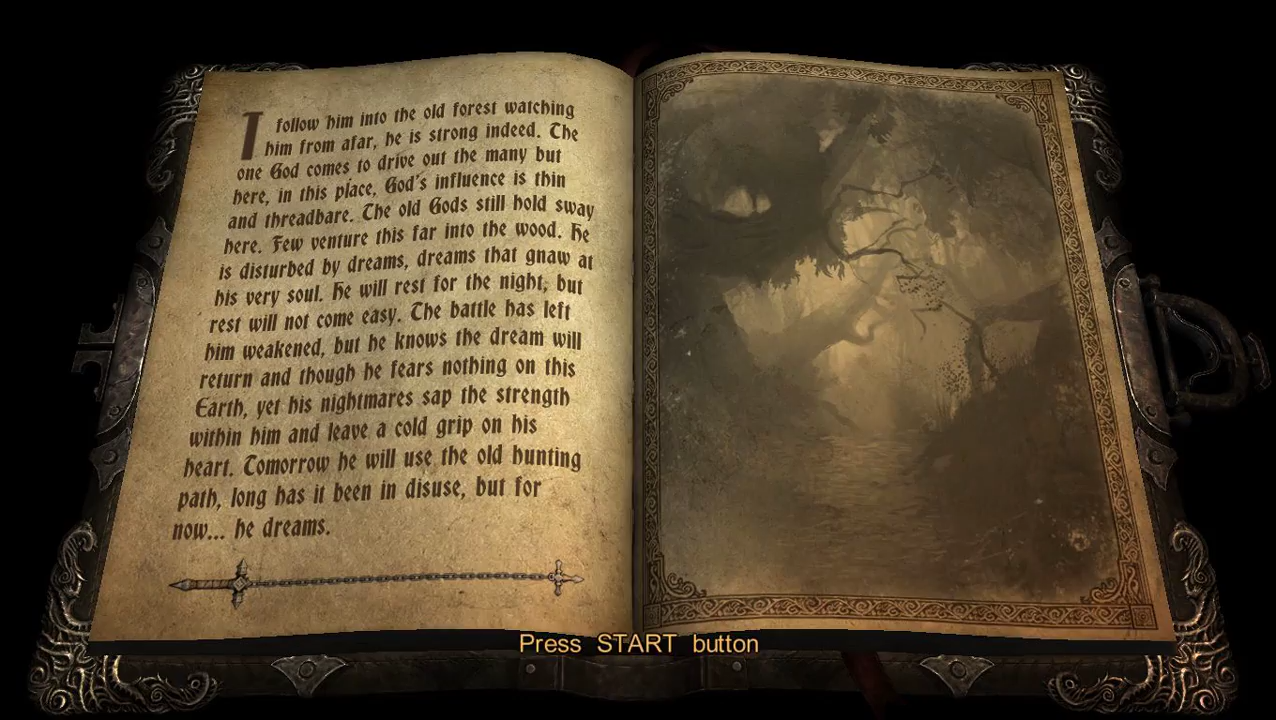 I follow him into the old forest watching
him from afar, he is strong indeed. The
one God comes to drive out the many but
here, in this place, God's influence is thin
and threadbare. The old Gods still hold sway
here. Few venture this far into the wood. He
is disturbed by dreams, dreams that gnaw at
his very soul. He will rest for the night, but
rest will not come easy. The battle has left
him weakened, but he knows the dream will
return and though he fears nothing on this
Earth, yet his nightmares sap the strength
within him and leave a cold grip on his
heart. Tomorrow he will use the old hunting
path, long has it been in disuse, but for
now... he dreams.
Press START button